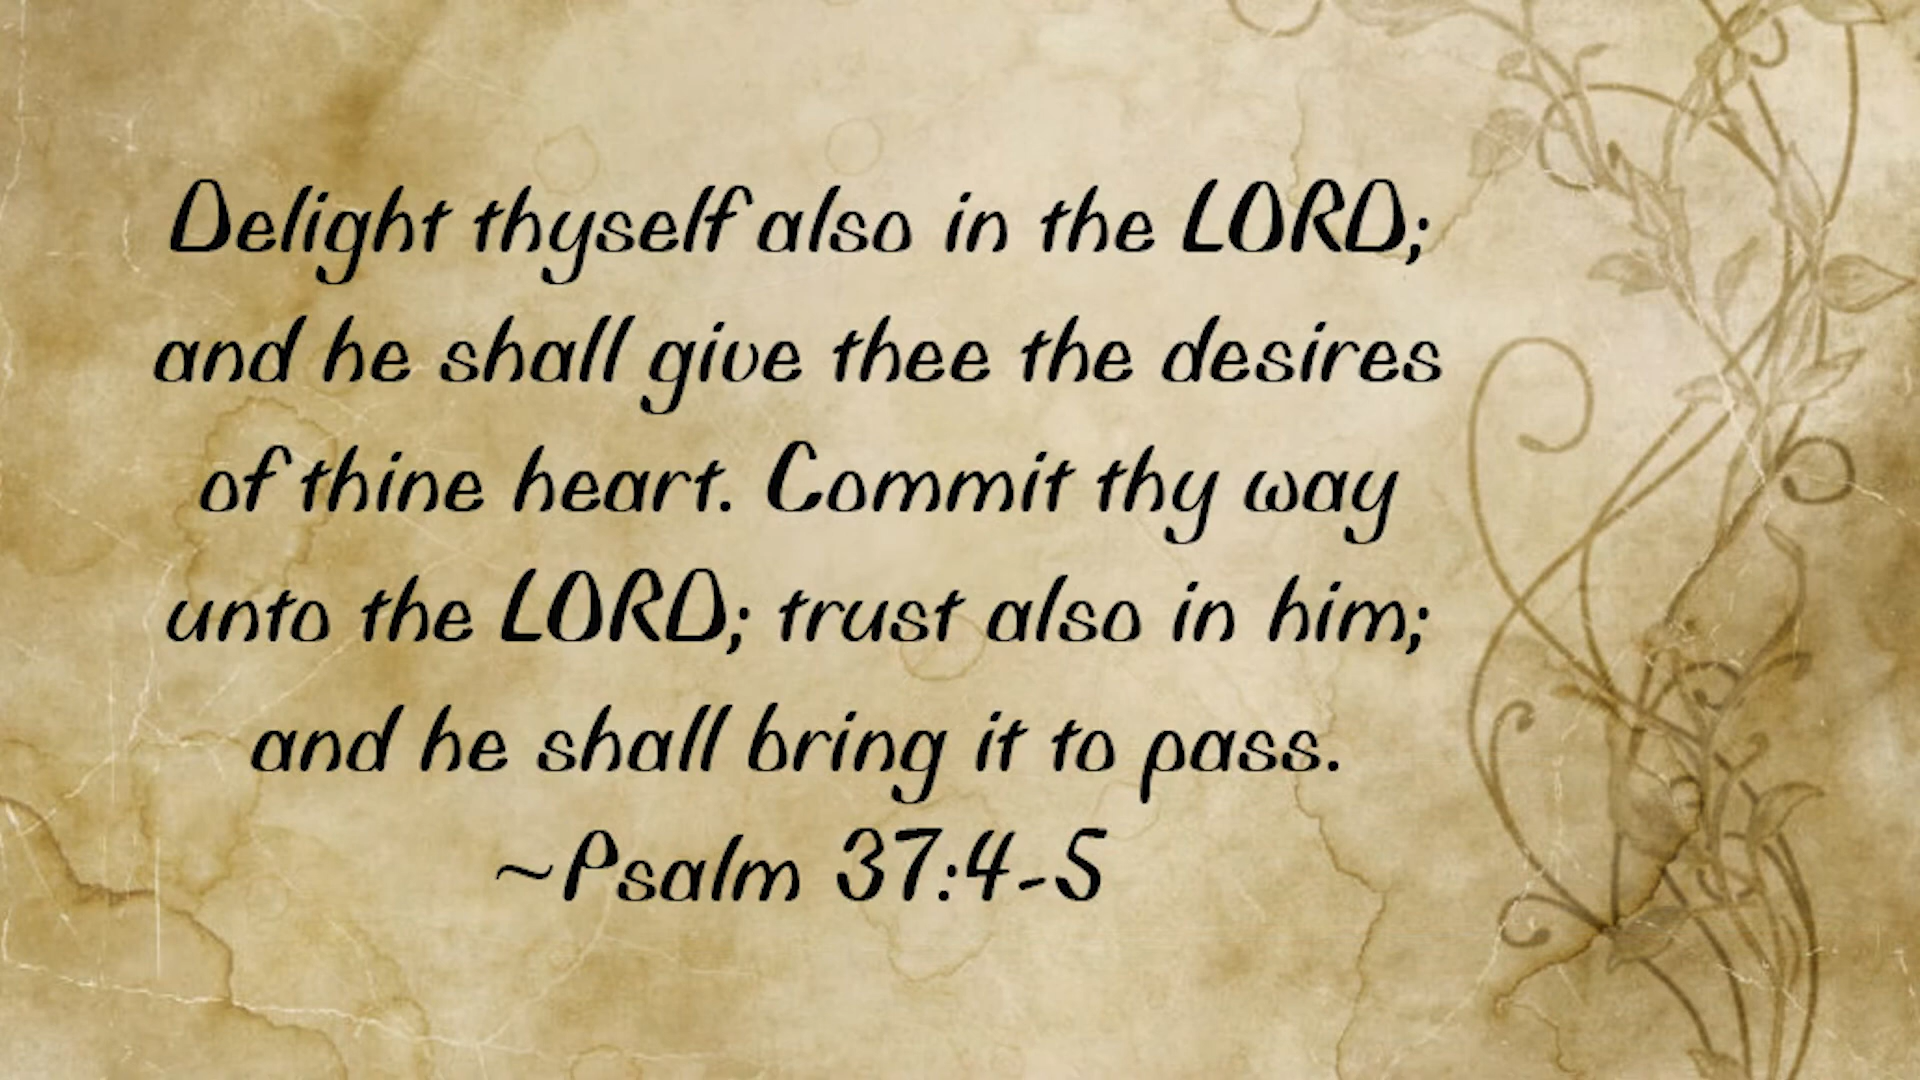 Delight thyself also in the LORD;
and he shall give thee the desires
of thine heart. Commit thy way
unto the LORD; trust also in him;
and he shall bring it to pass.
~Psalm 37:4-5